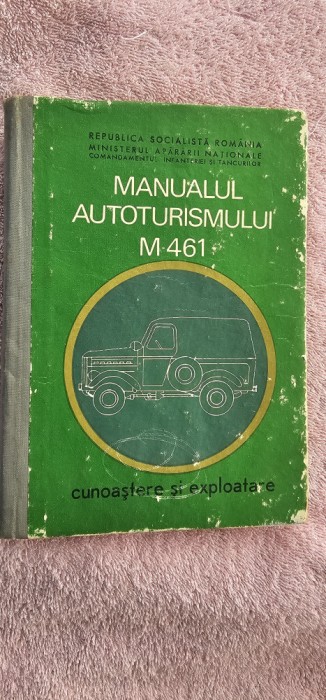 REPUBLICA SOCIALISTĂ ROMÂNIA
MINISTERUL APĂRĂRII NAȚIONALE
COMANDAMENTUL INFANTERIEI ȘI TANCURILOR
MANUALUL
AUTOTURISMULUI
M-461
cunoaștere și exploatare